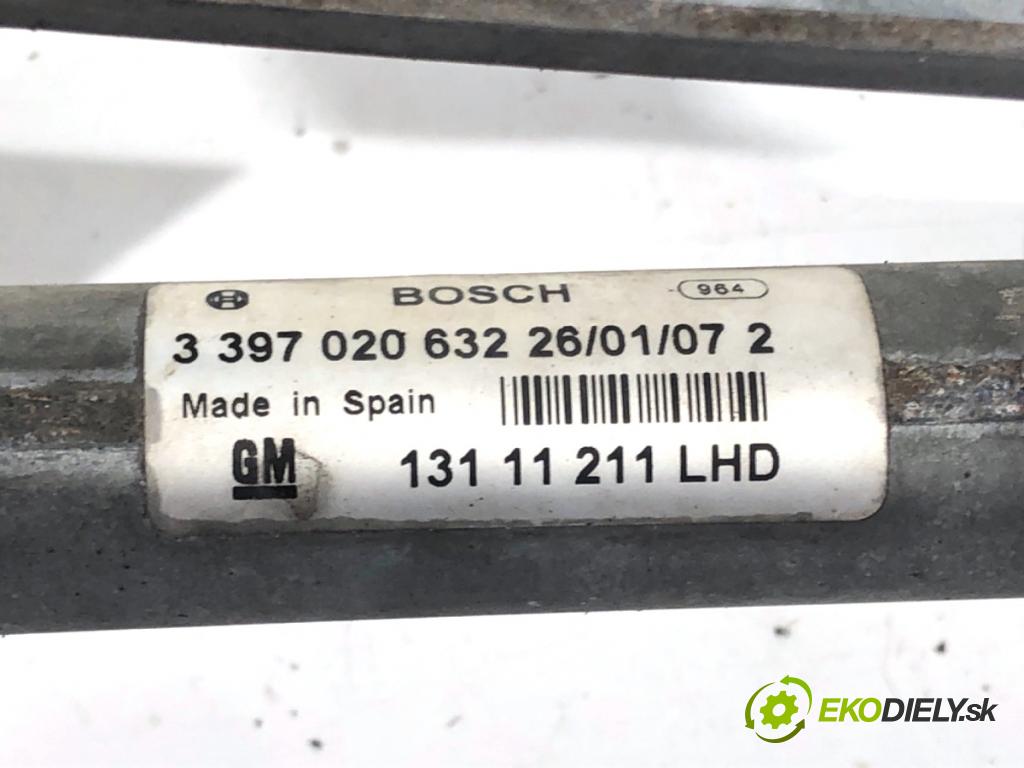 BOSCH 964
3 397 020 632 26/01/07 2
Made in Spain
GM 131 11 211 LHD
EKODIELY.sk